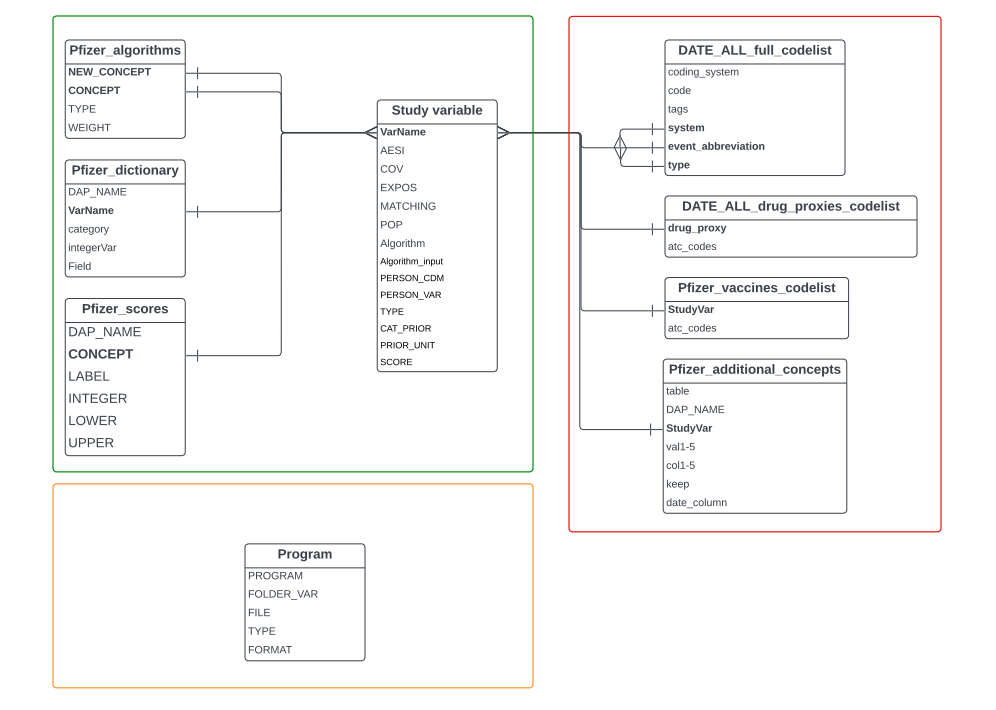 Pfizer_algorithms
NEW_CONCEPT
CONCEPT
TYPE
WEIGHT
Pfizer_dictionary
DAP_NAME
VarName
category
integerVar
Field
Pfizer_scores
DAP_NAME
CONCEPT
LABEL
INTEGER
LOWER
UPPER
Study variable
VarName
AESI
COV
EXPOS
MATCHING
POP
Algorithm
Algorithm_input
PERSON_CDM
PERSON_VAR
TYPE
CAT_PRIOR
PRIOR_UNIT
SCORE
DATE_ALL_full_codelist
coding_system
code
tags
system
event_abbreviation
type
DATE_ALL_drug_proxies_codelist
drug_proxy
atc_codes
Pfizer_vaccines_codelist
StudyVar
atc_codes
Pfizer_additional_concepts
table
DAP_NAME
StudyVar
val1-5
col1-5
keep
date_column
Program
PROGRAM
FOLDER_VAR
FILE
TYPE
FORMAT